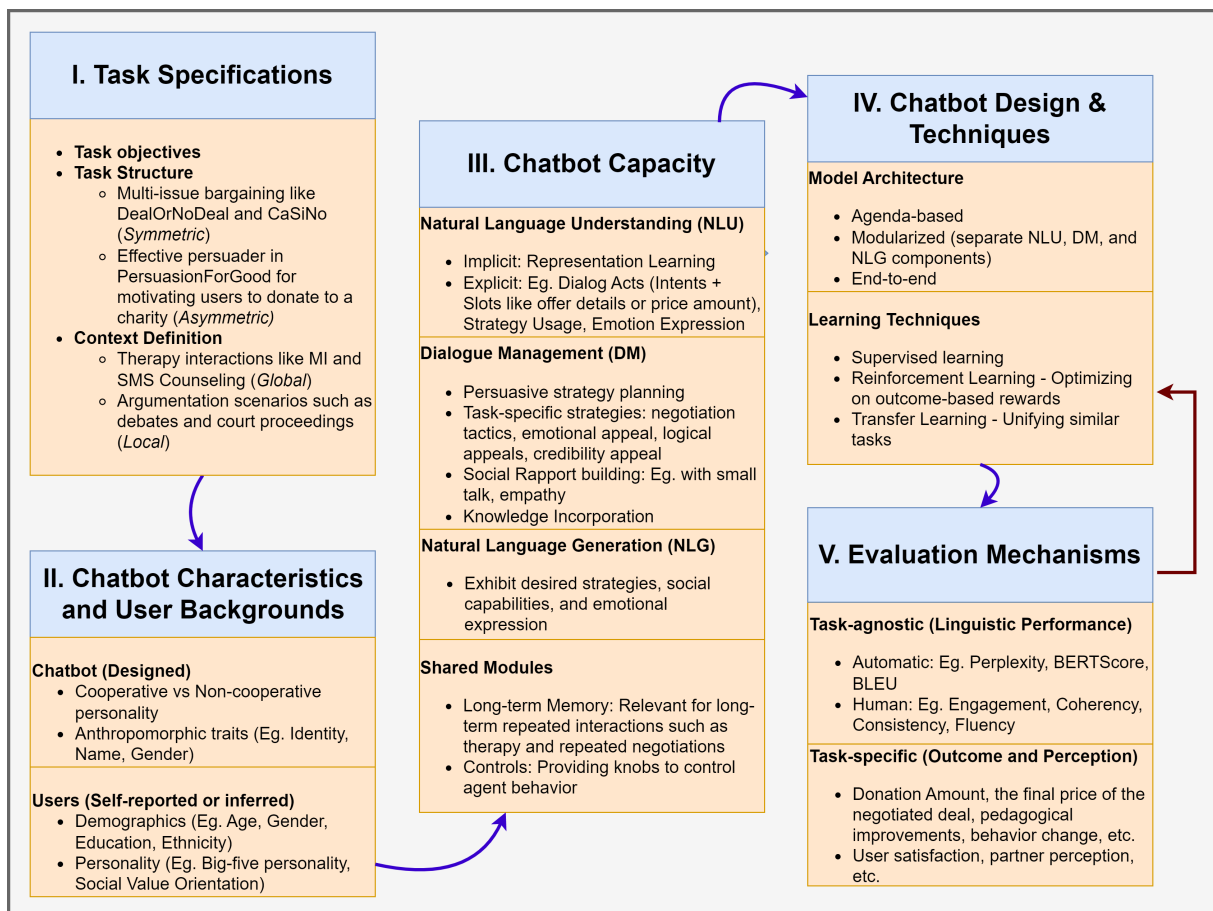 I. Task Specifications
• Task objectives
• Task Structure
○ Multi-issue bargaining like
DealOrNoDeal and CaSiNo
(Symmetric)
○ Effective persuader in
PersuasionForGood for
motivating users to donate to a
charity (Asymmetric)
• Context Definition
○ Therapy interactions like MI and
SMS Counseling (Global)
○ Argumentation scenarios such as
debates and court proceedings
(Local)
II. Chatbot Characteristics
and User Backgrounds
Chatbot (Designed)
• Cooperative vs Non-cooperative
personality
• Anthropomorphic traits (Eg. Identity,
Name, Gender)
Users (Self-reported or inferred)
• Demographics (Eg. Age, Gender,
Education, Ethnicity)
• Personality (Eg. Big-five personality,
Social Value Orientation)
III. Chatbot Capacity
Natural Language Understanding (NLU)
• Implicit: Representation Learning
• Explicit: Eg. Dialog Acts (Intents +
Slots like offer details or price amount),
Strategy Usage, Emotion Expression
Dialogue Management (DM)
• Persuasive strategy planning
• Task-specific strategies: negotiation
tactics, emotional appeal, logical
appeals, credibility appeal
• Social Rapport building: Eg. with small
talk, empathy
• Knowledge Incorporation
Natural Language Generation (NLG)
• Exhibit desired strategies, social
capabilities, and emotional
expression
Shared Modules
• Long-term Memory: Relevant for long-
term repeated interactions such as
therapy and repeated negotiations
• Controls: Providing knobs to control
agent behavior
IV. Chatbot Design &
Techniques
Model Architecture
• Agenda-based
• Modularized (separate NLU, DM, and
NLG components)
• End-to-end
Learning Techniques
• Supervised learning
• Reinforcement Learning - Optimizing
on outcome-based rewards
• Transfer Learning - Unifying similar
tasks
V. Evaluation Mechanisms
Task-agnostic (Linguistic Performance)
• Automatic: Eg. Perplexity, BERTScore,
BLEU
• Human: Eg. Engagement, Coherency,
Consistency, Fluency
Task-specific (Outcome and Perception)
• Donation Amount, the final price of the
negotiated deal, pedagogical
improvements, behavior change, etc.
• User satisfaction, partner perception,
etc.